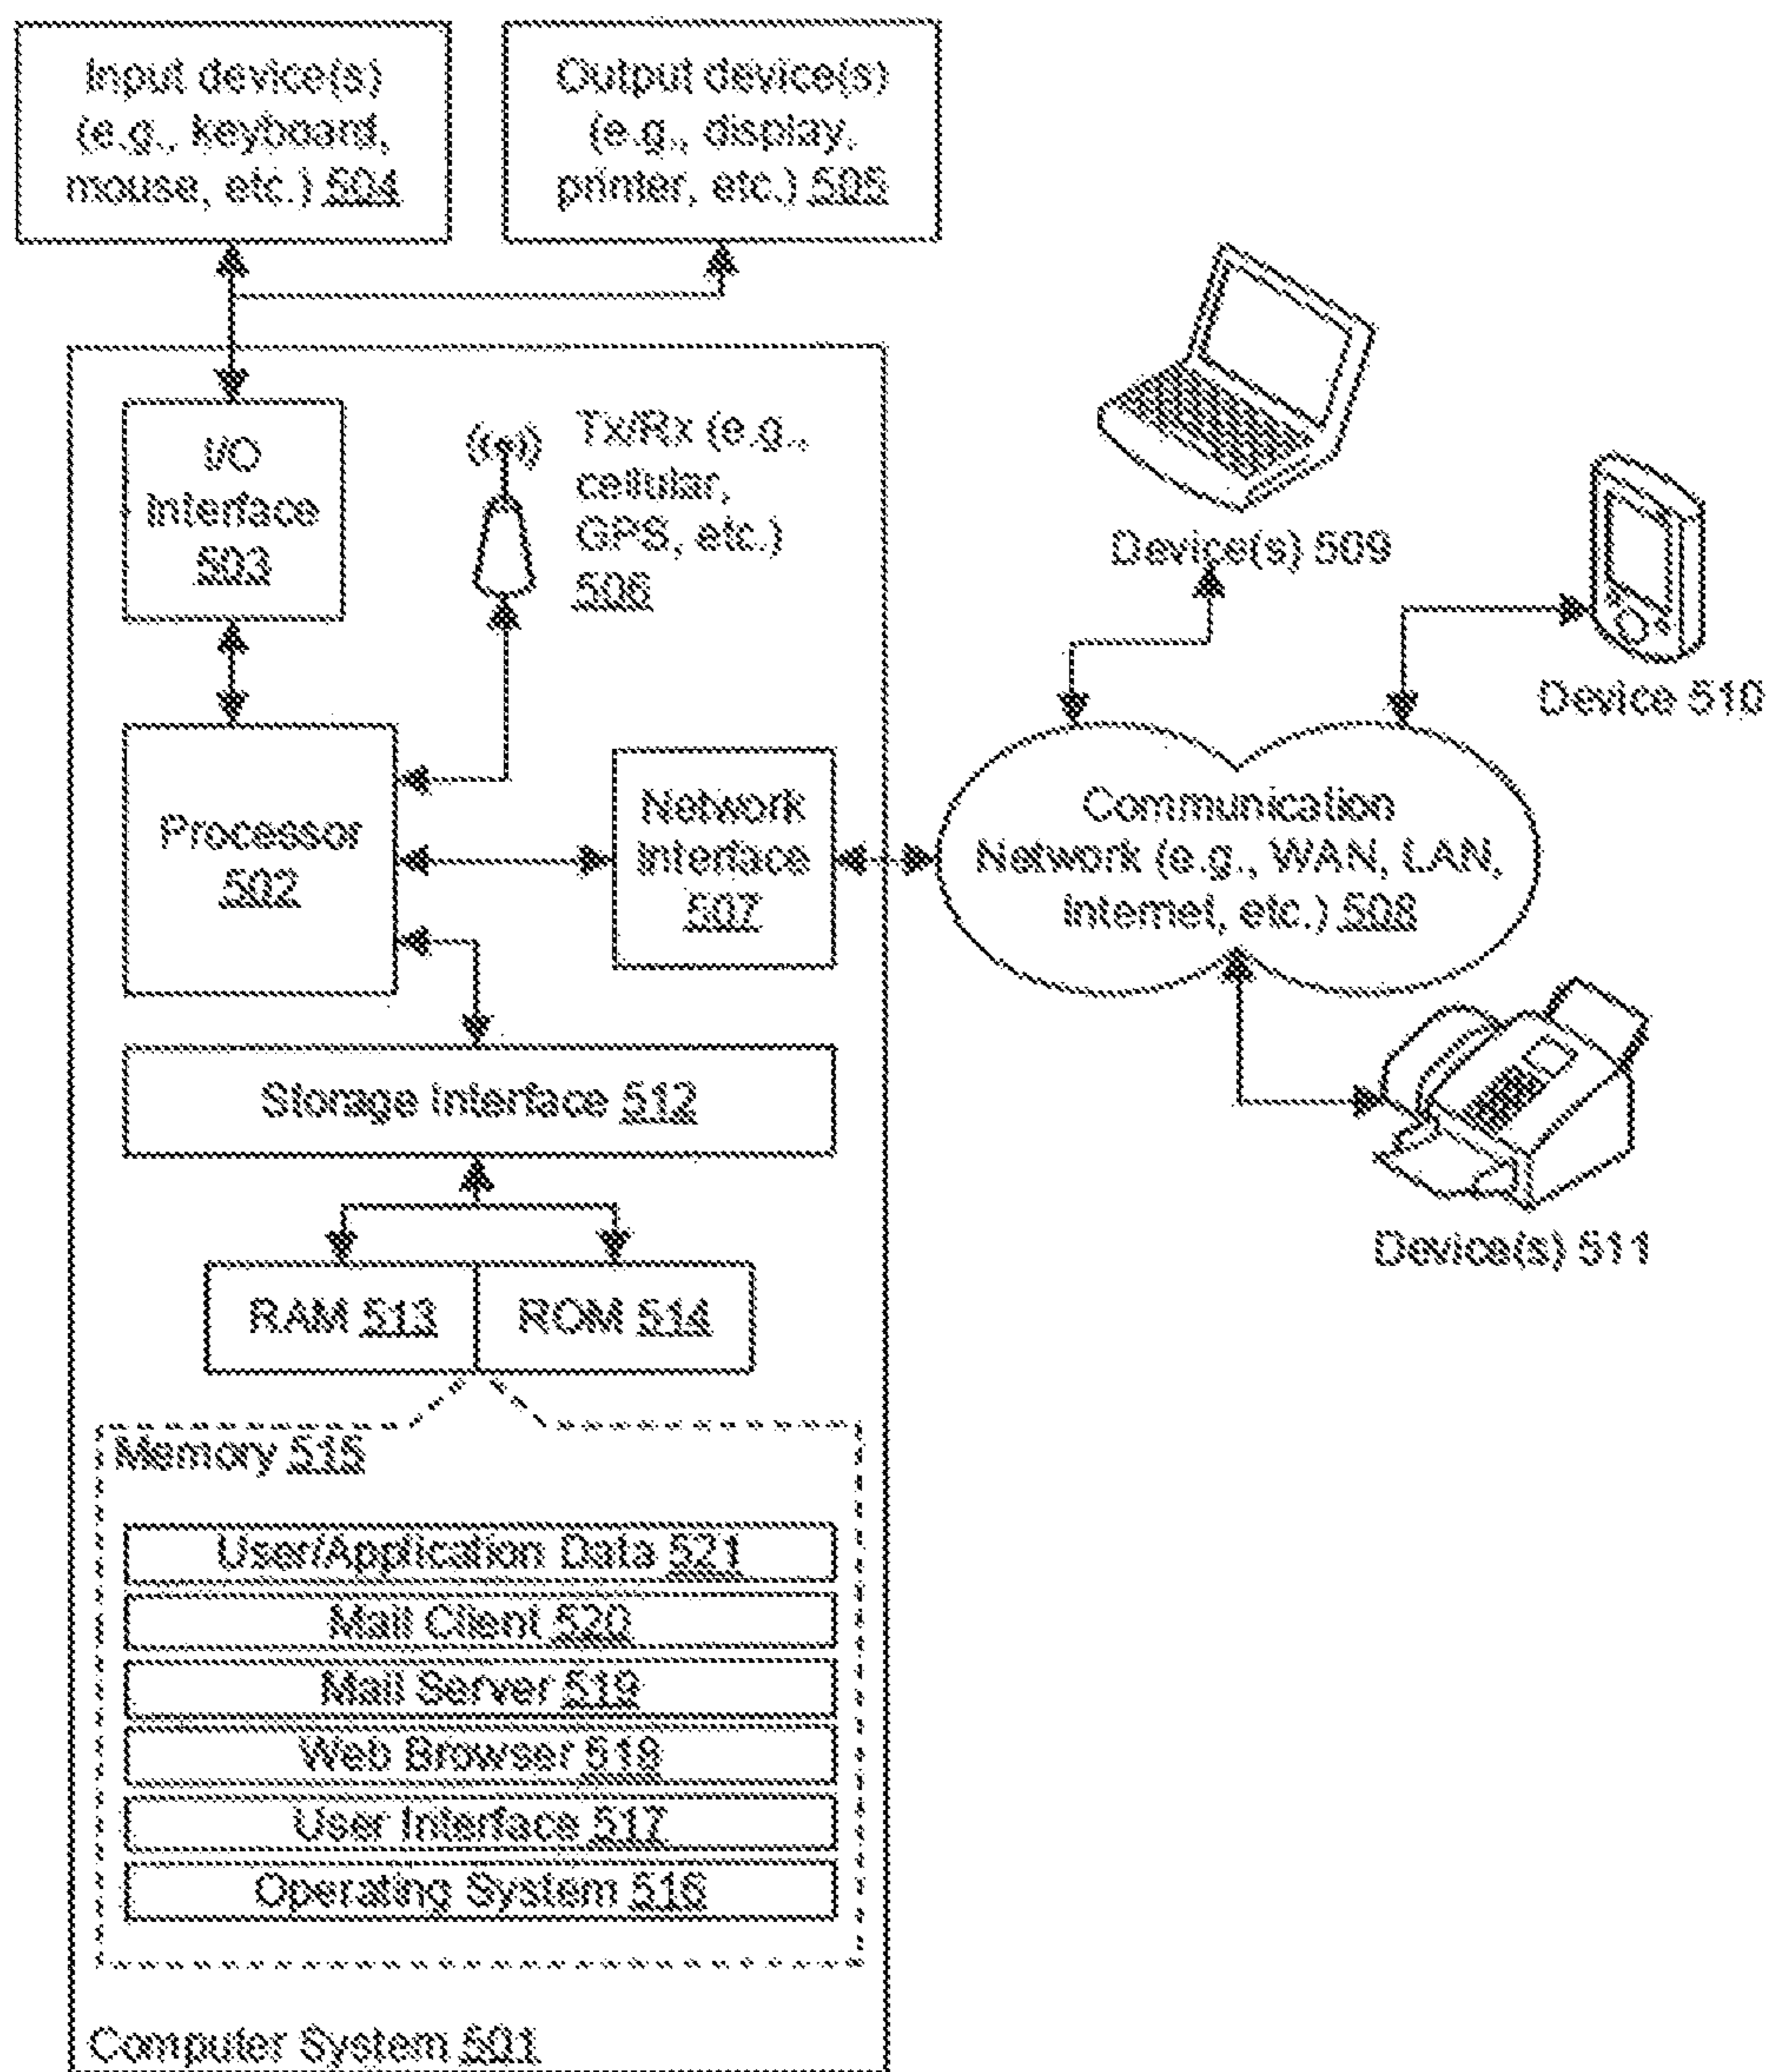 Input device(s)
(e.g., keyboard,
mouse, etc.) 504
Output device(s)
(e.g., display,
printer, etc.) 505
I/O
Interface
503
Tx/Rx (e.g.,
cellular,
GPS, etc.)
506
Device(s) 509
Device 510
Processor
502
Network
Interface
507
Communication
Network (e.g., WAN, LAN,
Internet, etc.) 508
Storage Interface 512
Device(s) 511
RAM 513
ROM 514
Memory 515
User/Application Data 521
Mail Client 520
Mail Server 519
Web Browser 518
User Interface 517
Operating System 516
Computer System 501